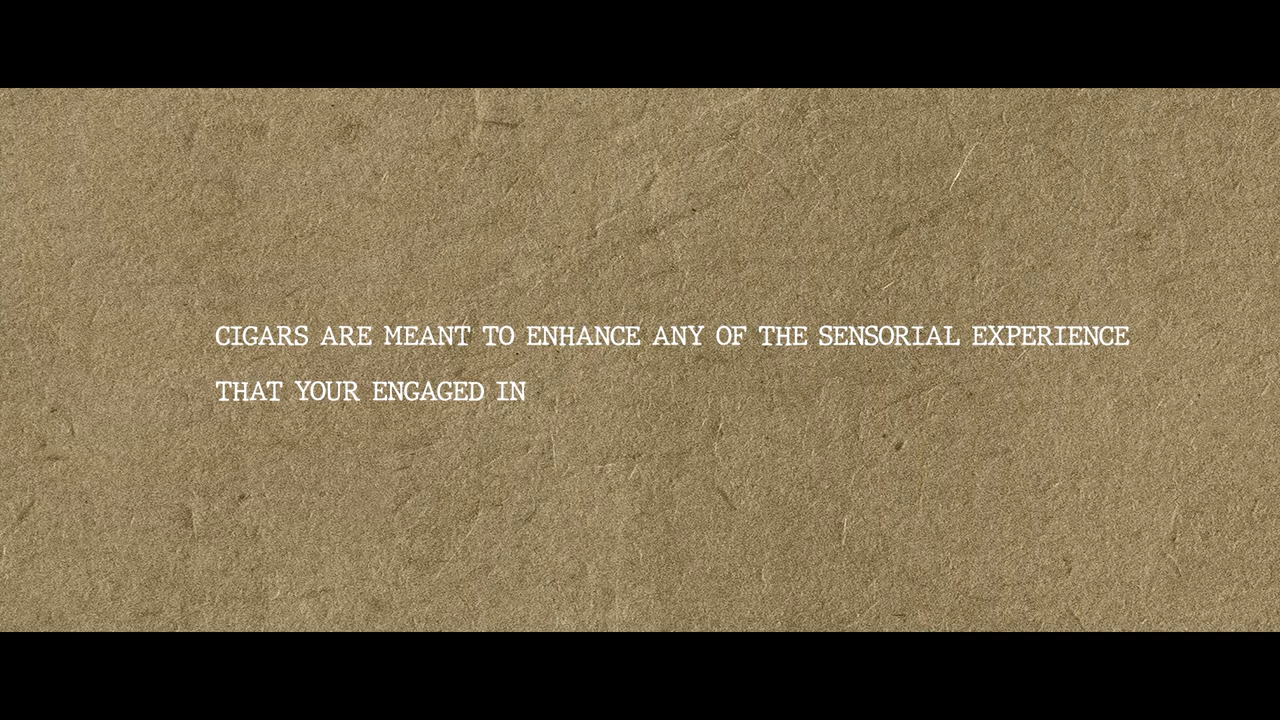 CIGARS ARE MEANT TO ENHANCE ANY OF THE SENSORIAL EXPERIENCE
THAT YOUR ENGAGED IN